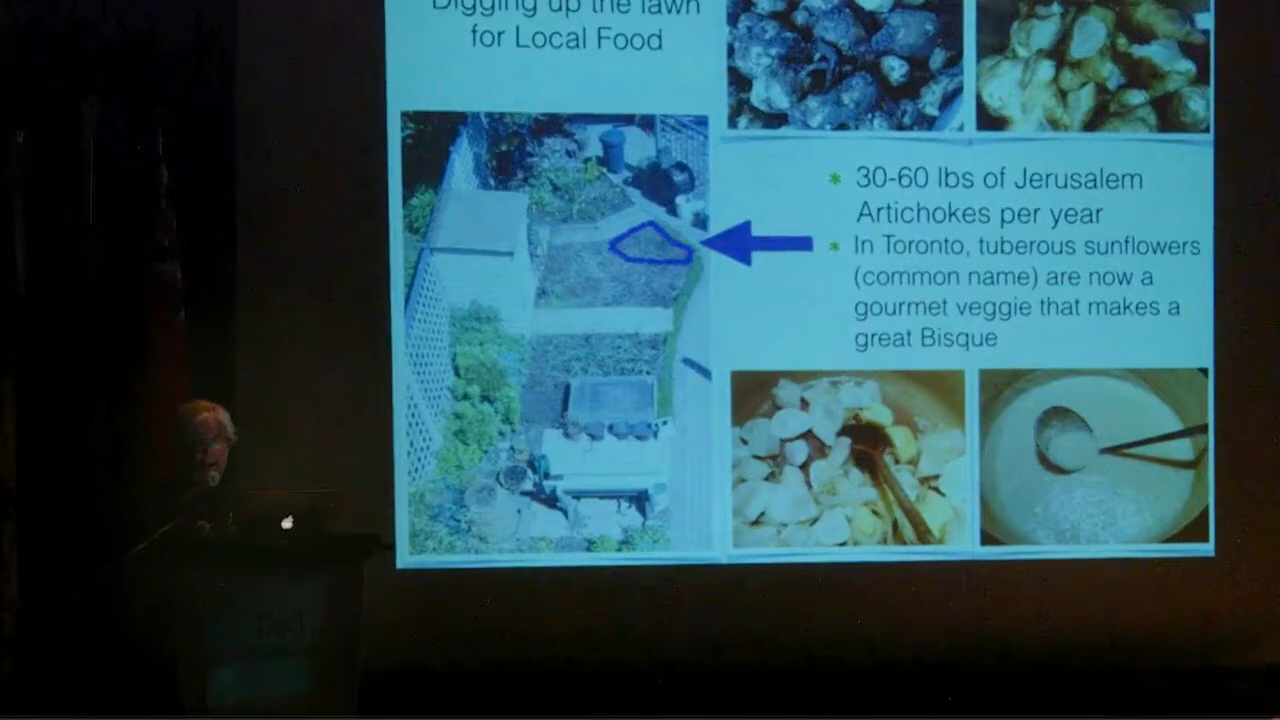 Digging up the lawn
for Local Food
* 30-60 lbs of Jerusalem
Artichokes per year
* In Toronto, tuberous sunflowers
(common name) are now a
gourmet veggie that makes a
great Bisque